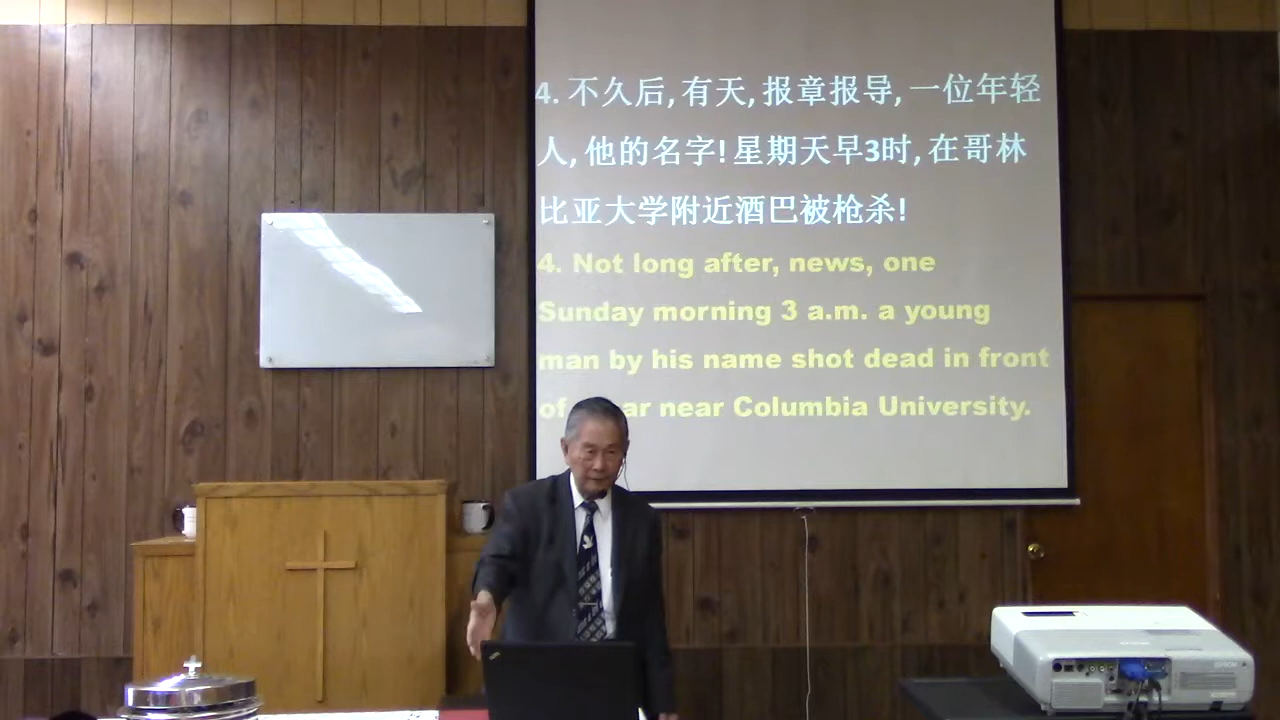 4. 不久后, 有天, 报章报导, 一位年轻
人, 他的名字! 星期天早3时, 在哥林
比亚大学附近酒巴被枪杀!
4. Not long after, news, one
Sunday morning 3 a.m. a young
man by his name shot dead in front
of ar near Columbia University.
EPSON